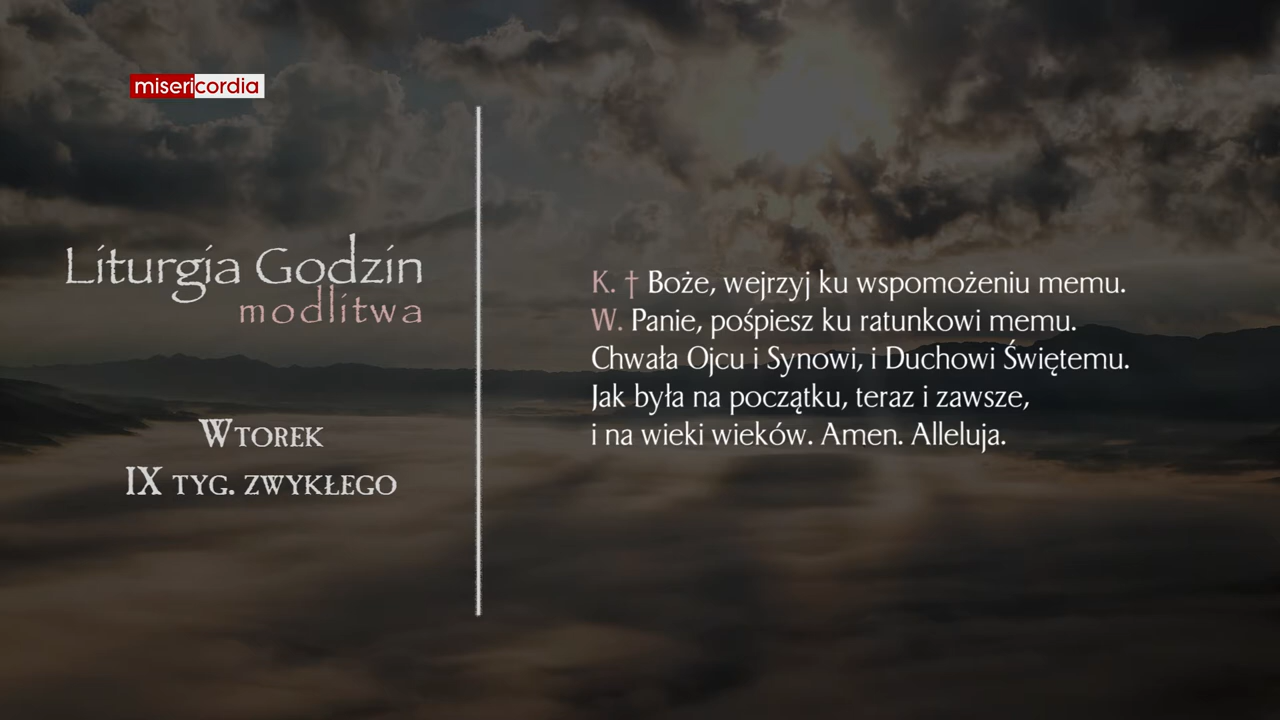 misericordia
Liturgia Godzin
modlitwa
Wtorek
IX tyg. zwykłego
K. † Boże, wejrzyj ku wspomożeniu memu.
W. Panie, pośpiesz ku ratunkowi memu.
Chwała Ojcu i Synowi, i Duchowi Świętemu.
Jak była na początku, teraz i zawsze,
i na wieki wieków. Amen. Alleluja.